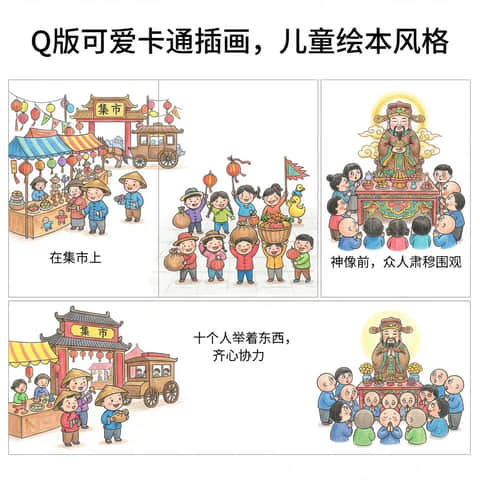 Q版可爱卡通插画，儿童绘本风格
集市
在集市上
神像前，众人肃穆围观
集市
十个人举着东西，
齐心协力